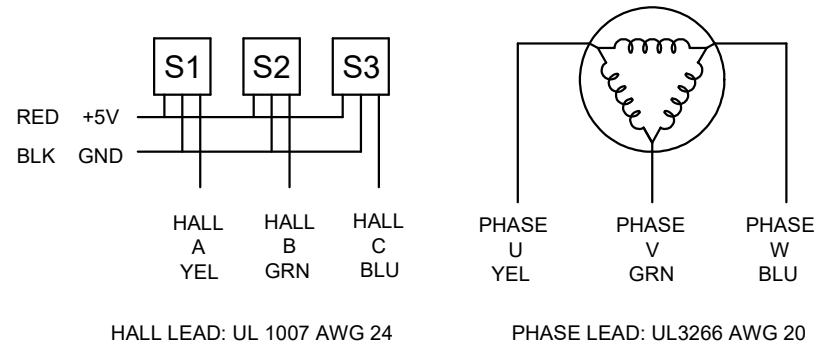 S1 S2 S3
RED +5V
BLK GND
HALL A YEL
HALL B GRN
HALL C BLU
PHASE U YEL
PHASE V GRN
PHASE W BLU
HALL LEAD: UL 1007 AWG 24
PHASE LEAD: UL3266 AWG 20